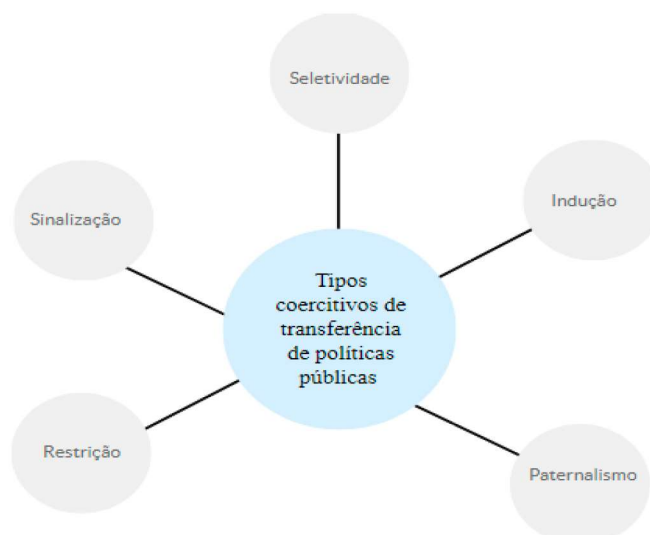 Seletividade
Sinalização
Indução
Tipos
coercitivos de
transferência
de políticas
públicas
Restrição
Paternalismo